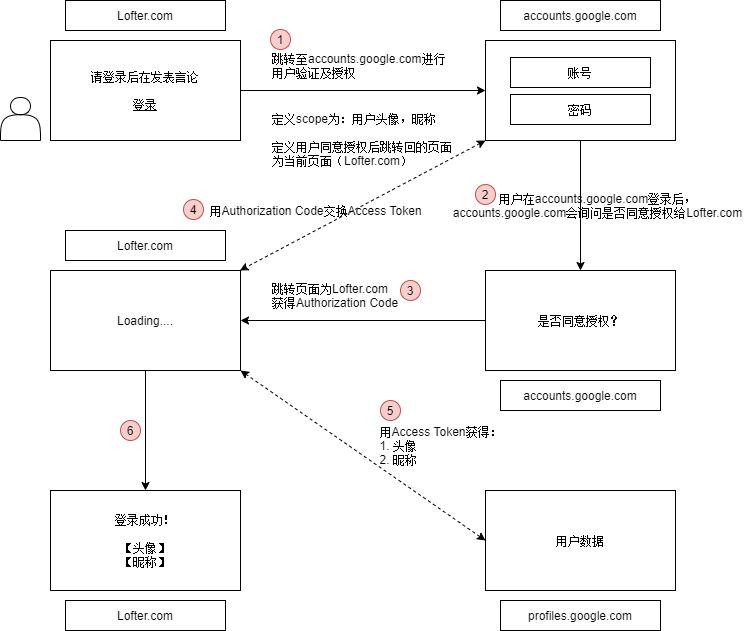 Lofter.com
accounts.google.com
请登录后在发表言论
登录
1
跳转至accounts.google.com进行
用户验证及授权
定义scope为：用户头像，昵称
定义用户同意授权后跳转回的页面
为当前页面（Lofter.com）
账号
密码
2
用户在accounts.google.com登录后，
accounts.google.com会询问是否同意授权给Lofter.com
4
用Authorization Code交换Access Token
Lofter.com
Loading....
跳转页面为Lofter.com
获得Authorization Code
3
是否同意授权？
accounts.google.com
5
用Access Token获得：
1. 头像
2. 昵称
6
登录成功！
【头像】
【昵称】
Lofter.com
用户数据
profiles.google.com